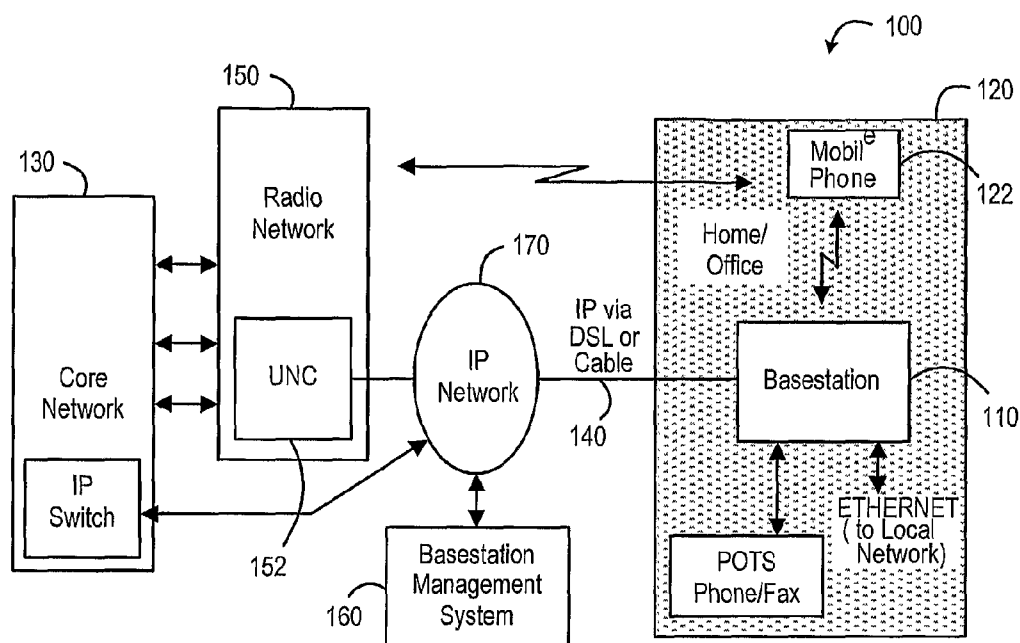 100
150
120
130
Mobile
Phone
122
Radio
Network
Home/
Office
170
IP via
DSL or
Cable
IP
Network
UNC
Basestation
Core
Network
110
140
IP
Switch
ETHERNET
( to Local
Network)
152
Basestation
Management
System
160
POTS
Phone/Fax